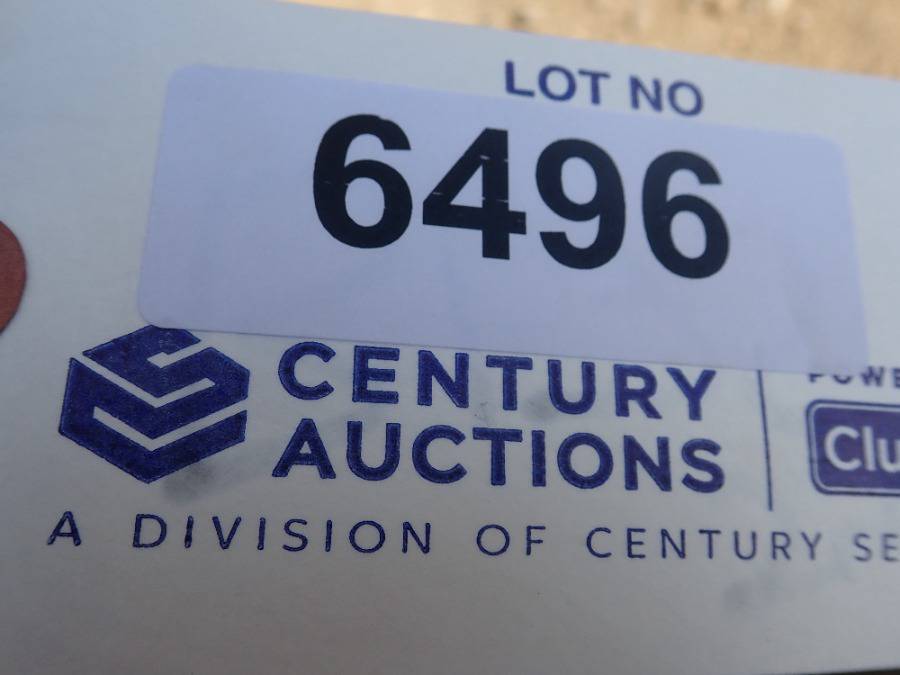 LOT NO
6496
CENTURY
AUCTIONS
A DIVISION OF CENTURY